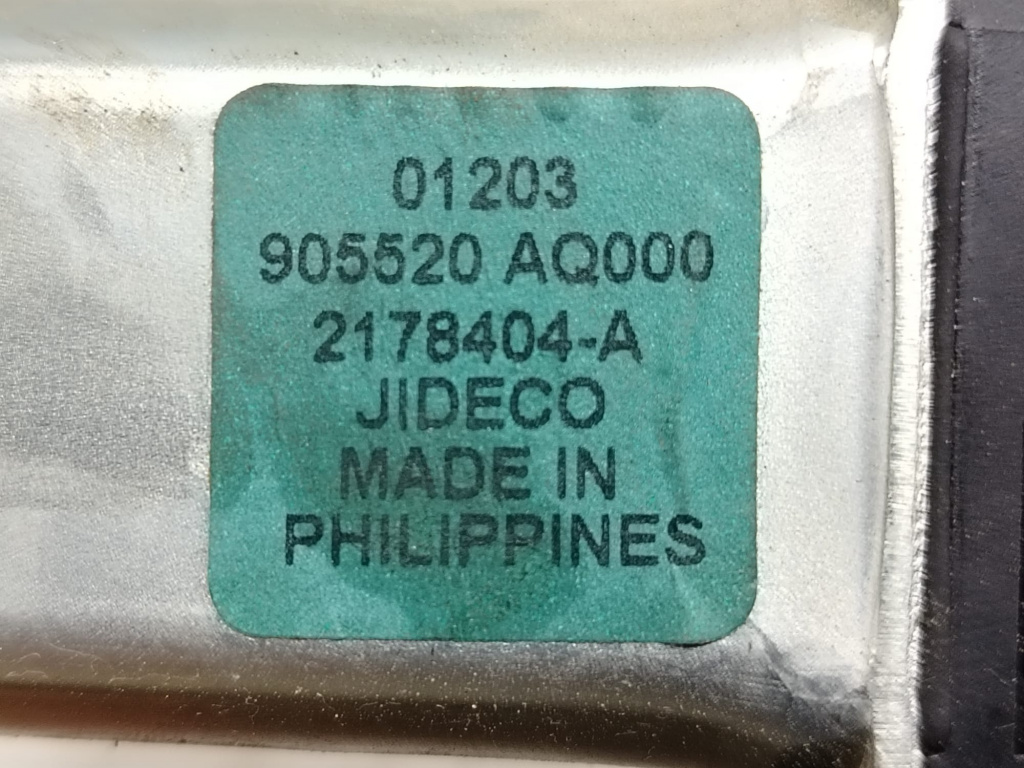 01203
905520 AQ000
2178404-A
JIDECO
MADE IN
PHILIPPINES